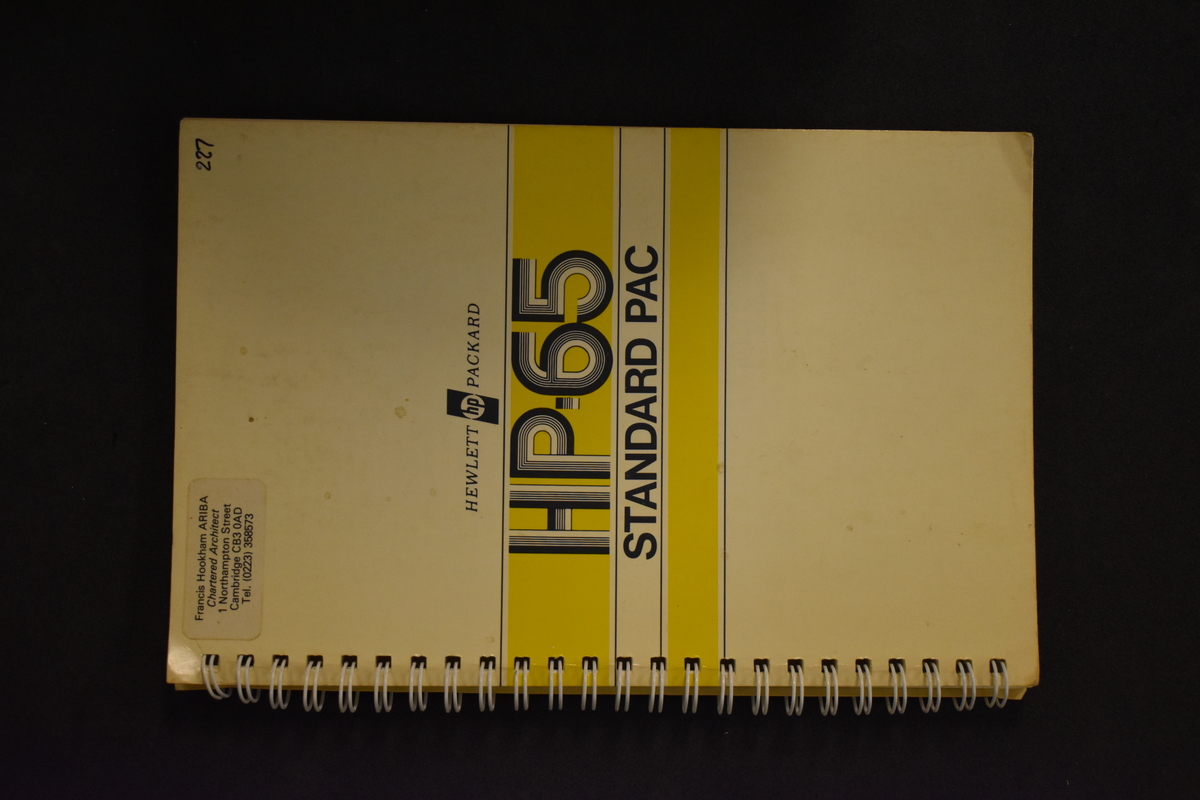 227
Francis Hookham ARIBA
Chartered Architect
1 Northampton Street
Cambridge CB3 0AD
Tel. (0223) 358573
HEWLETT hp PACKARD
HP-65
STANDARD PAC